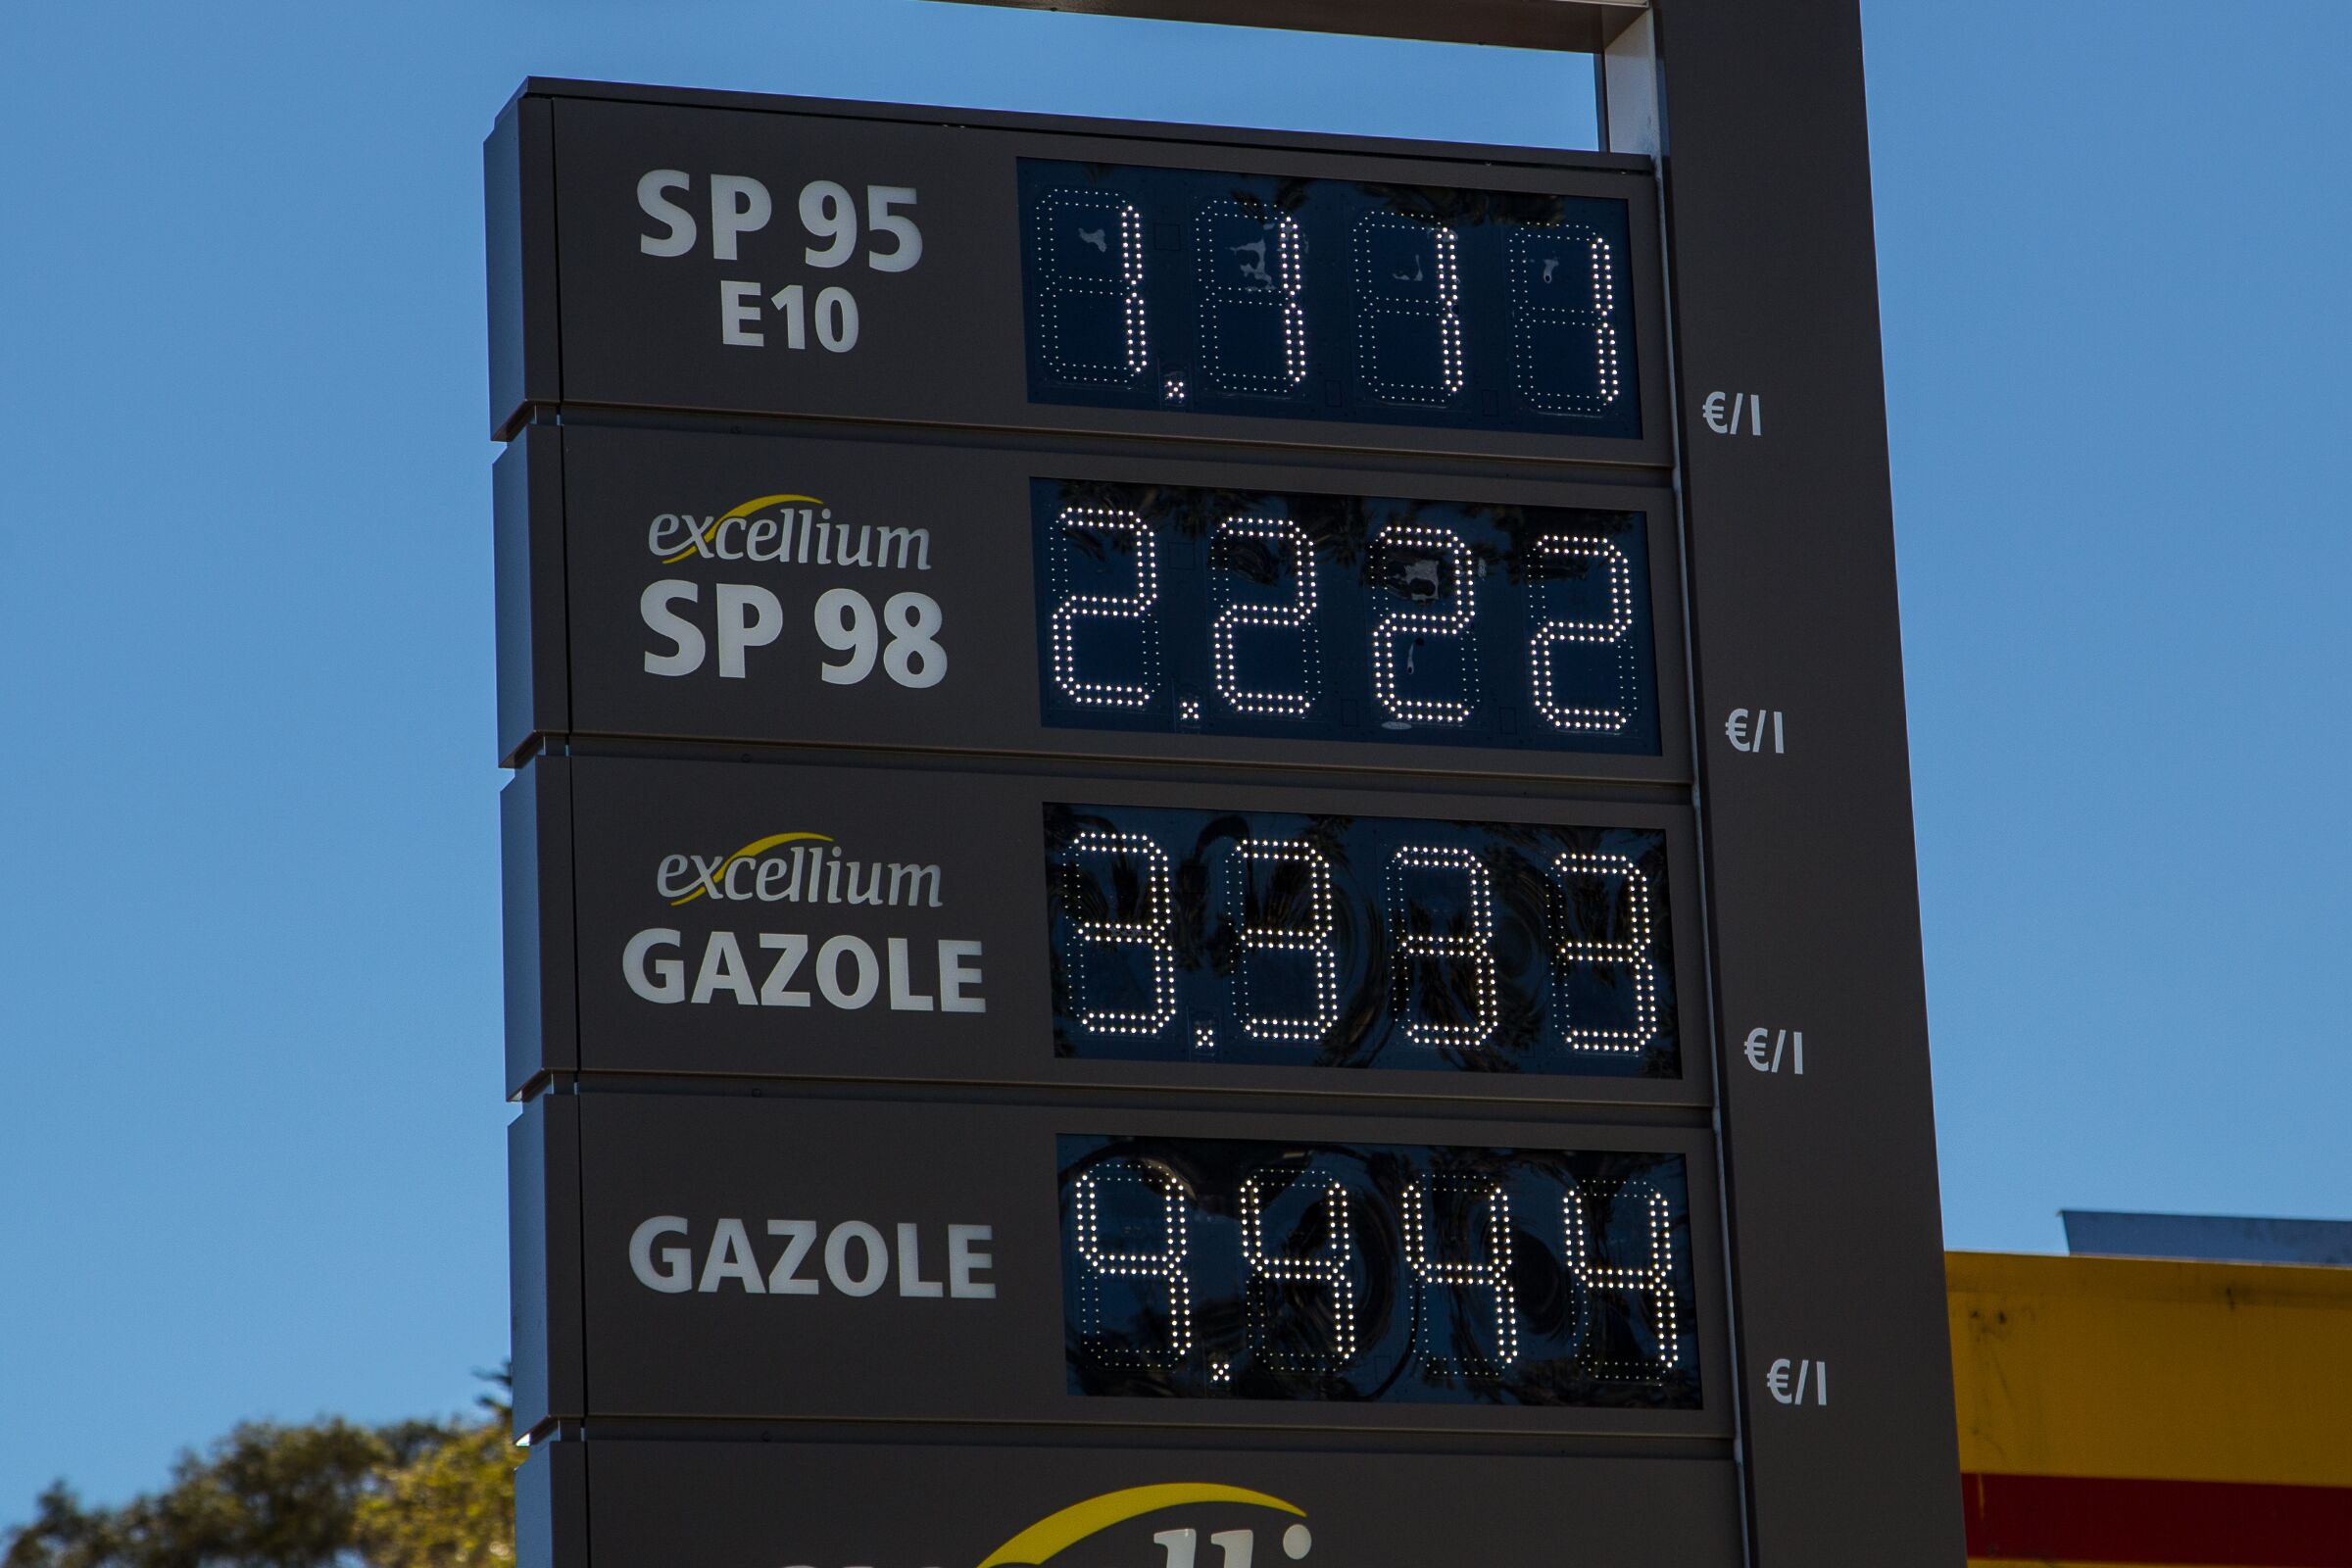 SP 95
E10
1.111
€/l
excellium
SP 98
2.222
€/l
excellium
GAZOLE
3.333
€/l
GAZOLE
4.444
€/l